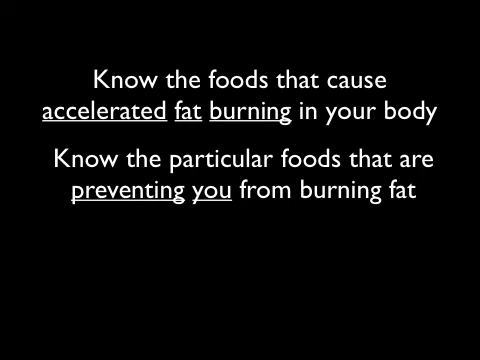 Know the foods that cause
accelerated fat burning in your body
Know the particular foods that are
preventing you from burning fat